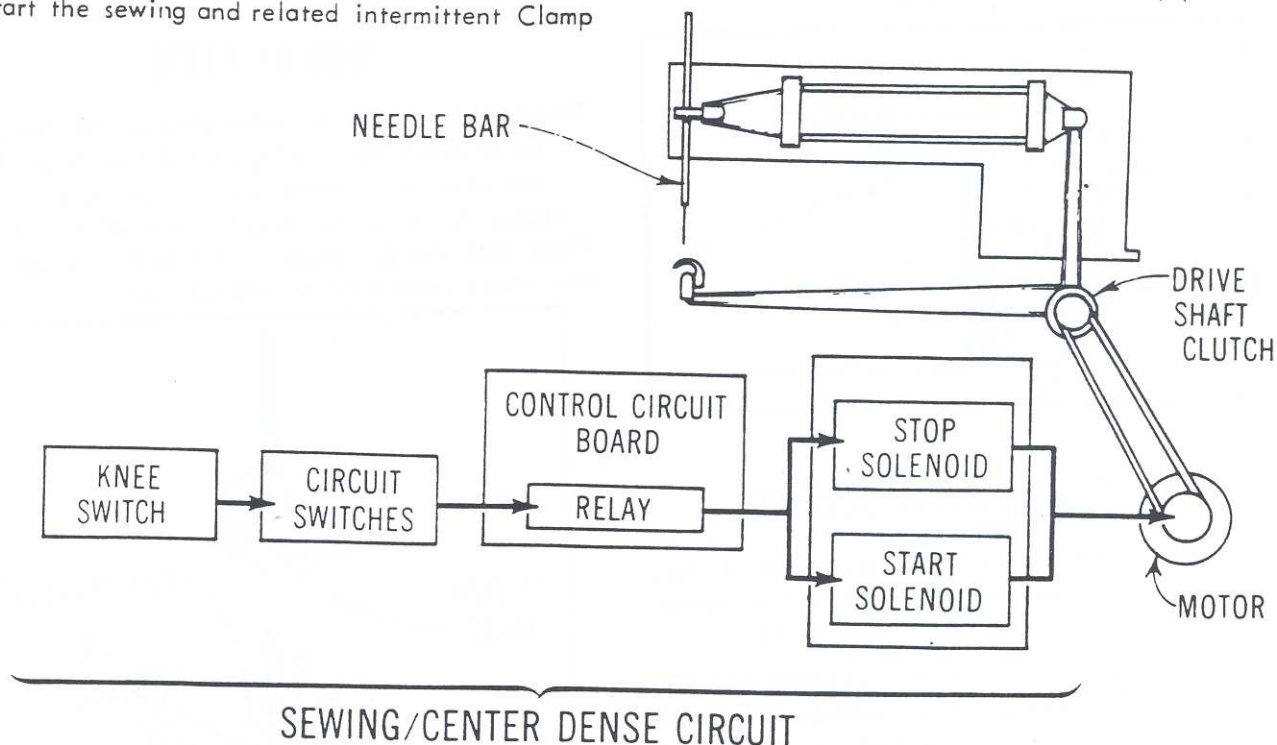 the sewing and related intermittent Clamp
NEEDLE BAR
DRIVE
SHAFT
CLUTCH
CONTROL CIRCUIT
BOARD
RELAY
STOP
SOLENOID
KNEE
SWITCH
CIRCUIT
SWITCHES
START
SOLENOID
MOTOR
SEWING/CENTER DENSE CIRCUIT